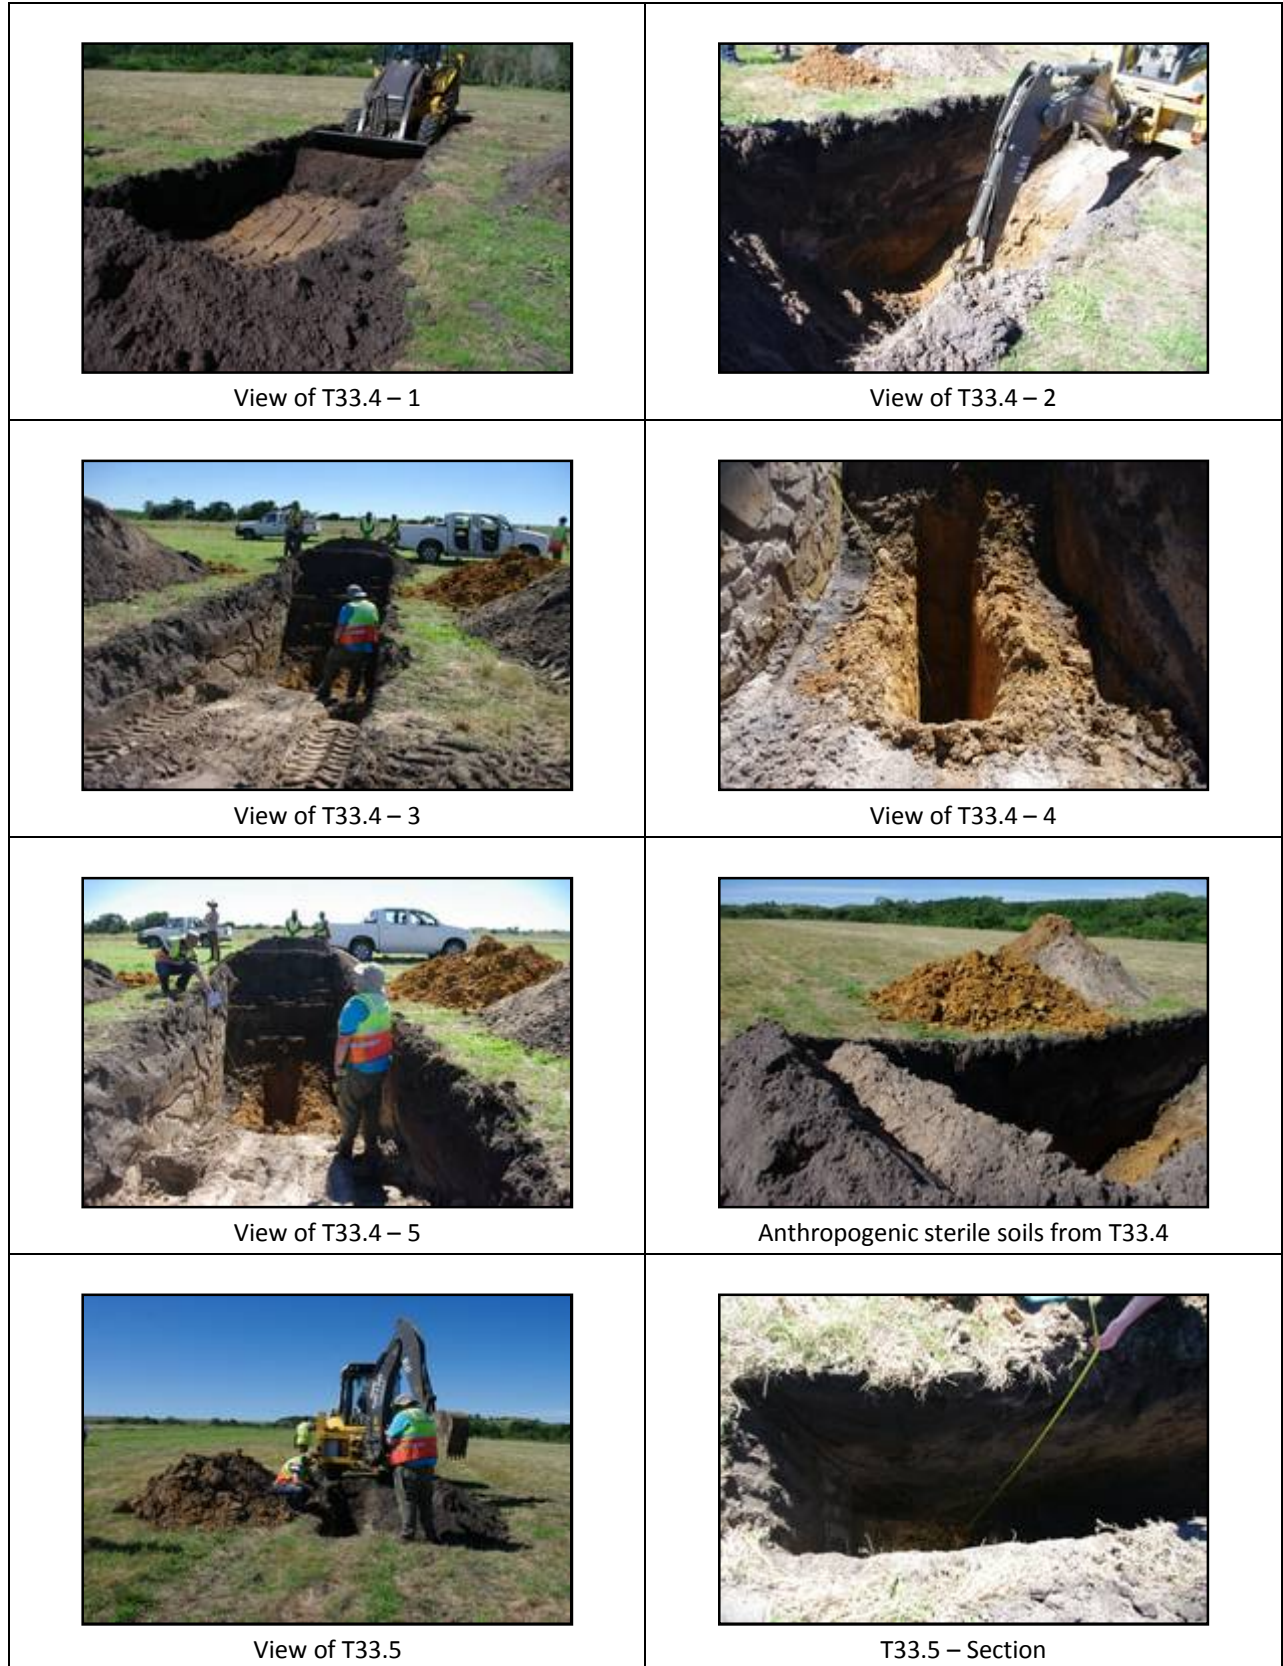 View of T33.4 – 1
View of T33.4 – 2
View of T33.4 – 3
View of T33.4 – 4
View of T33.4 – 5
Anthropogenic sterile soils from T33.4
View of T33.5
T33.5 – Section